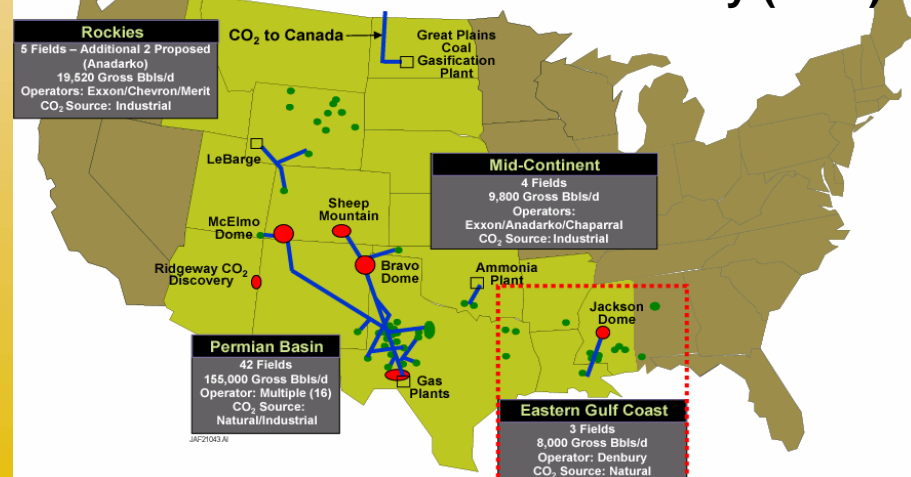 Rockies
5 Fields – Additional 2 Proposed
(Anadarko)
19,520 Gross Bbls/d
Operators: Exxon/Chevron/Merit
CO2 Source: Industrial
CO2 to Canada
Great Plains
Coal
Gasification
Plant
LeBarge
Mid-Continent
4 Fields
9,800 Gross Bbls/d
Operators:
Exxon/Anadarko/Chaparral
CO2 Source: Industrial
Sheep
Mountain
McElmo
Dome
Bravo
Dome
Ridgeway CO2
Discovery
Ammonia
Plant
Jackson
Dome
Permian Basin
42 Fields
155,000 Gross Bbls/d
Operator: Multiple (16)
CO2 Source:
Natural/Industrial
Gas
Plants
JAF21043.AI
Eastern Gulf Coast
3 Fields
8,000 Gross Bbls/d
Operator: Denbury
CO2 Source: Natural